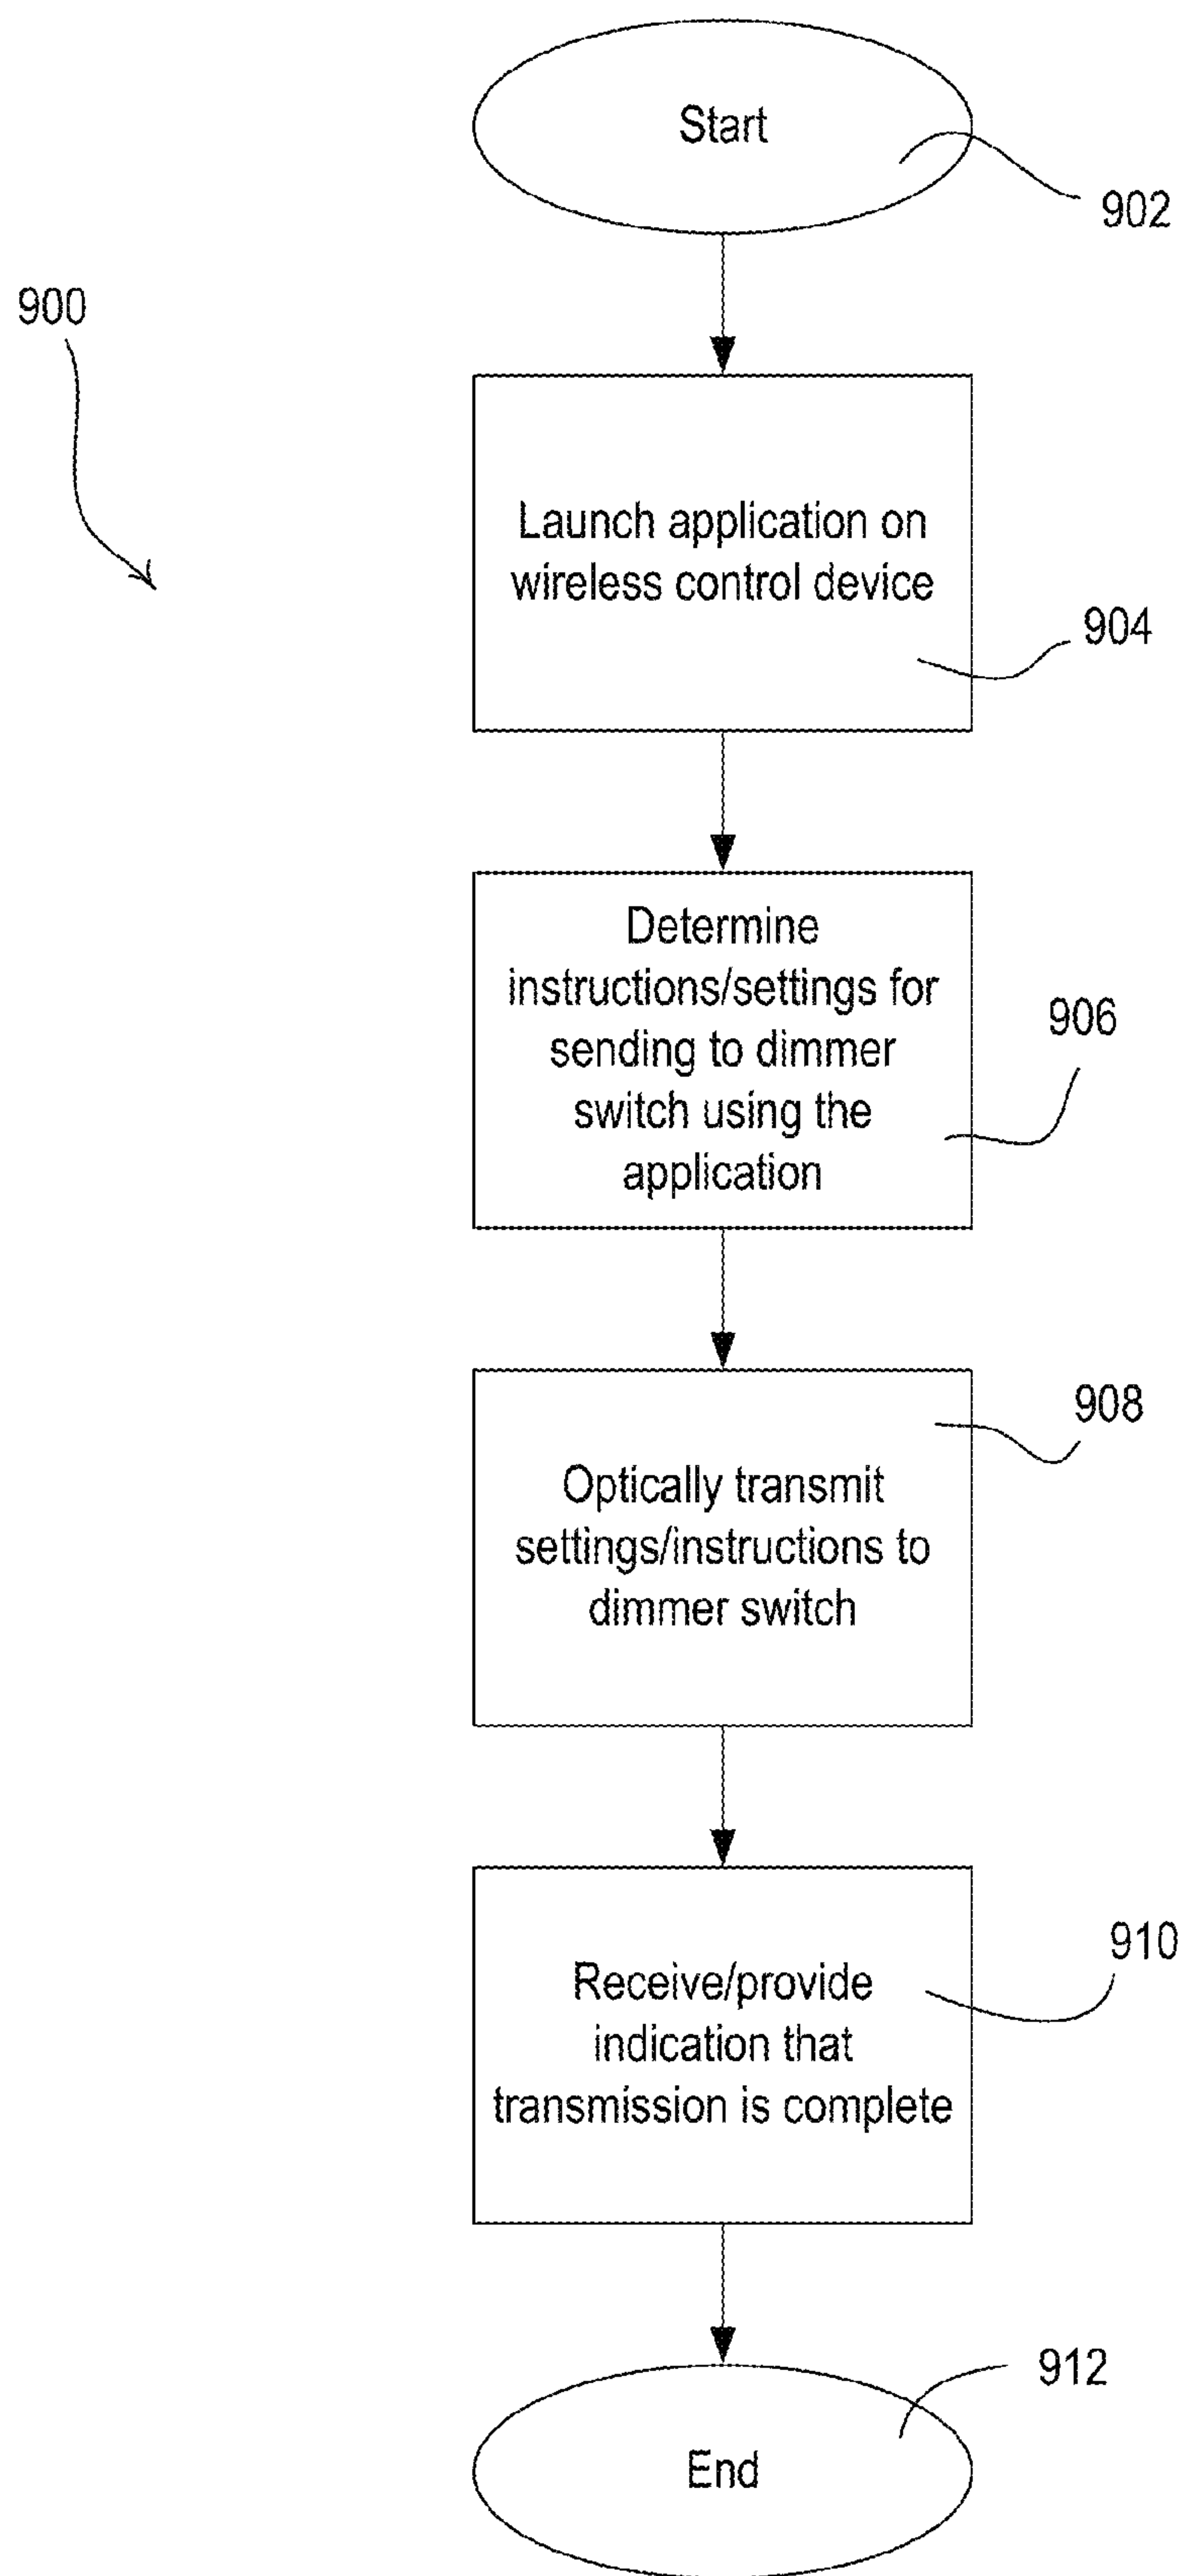 Start
902
900
Launch application on
wireless control device
904
Determine
instructions/settings for
sending to dimmer
switch using the
application
906
908
Optically transmit
settings/instructions to
dimmer switch
910
Receive/provide
indication that
transmission is complete
912
End